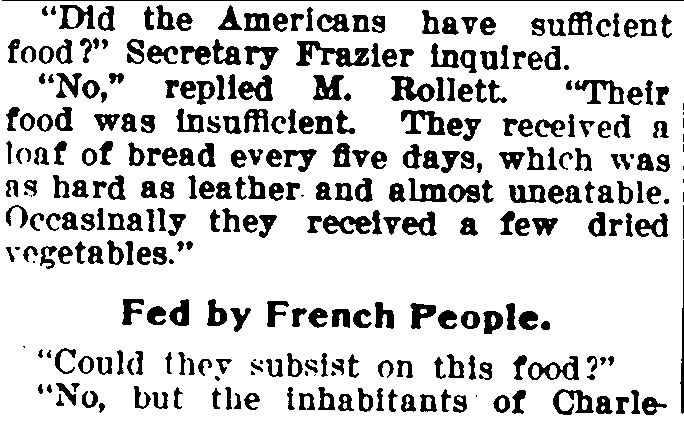 "Did the Americans have sufficient
food?" Secretary Frazier inquired.
"No," replied M. Rollett. "Their
food was insufficient. They received a
loaf of bread every five days, which was
as hard as leather and almost uneatable.
Occasinally they received a few dried
vegetables."
Fed by French People.
"Could they subsist on this food?"
"No, but the inhabitants of Charle-